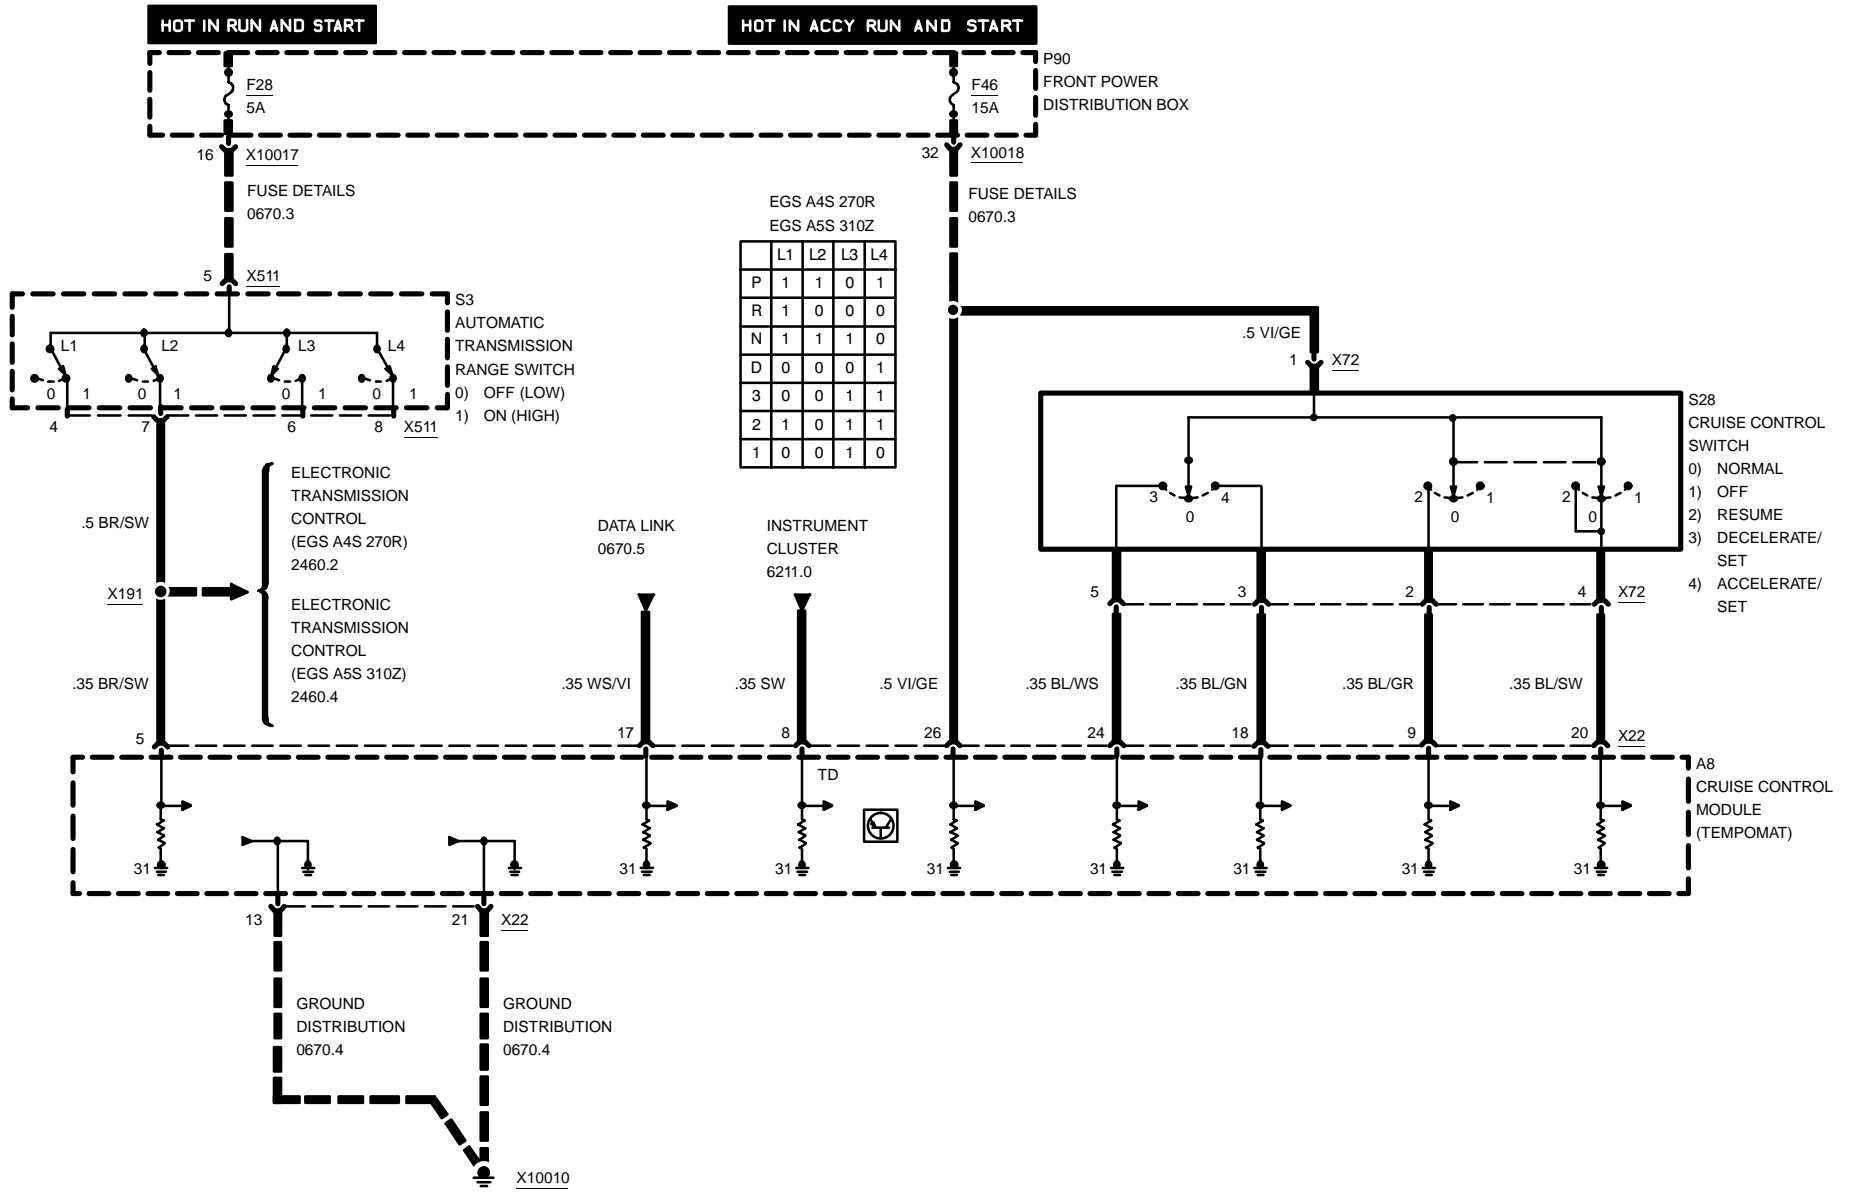 HOT IN RUN AND START
HOT IN ACCY RUN AND START
F28
5A
F46
15A
P90
FRONT POWER
DISTRIBUTION BOX
16 X10017
32 X10018
FUSE DETAILS
0670.3
FUSE DETAILS
0670.3
EGS A4S 270R
EGS A5S 310Z
L1 L2 L3 L4
P 1 1 0 1
R 1 0 0 0
N 1 1 1 0
D 0 0 0 1
3 0 0 1 1
2 1 0 1 1
1 0 0 1 0
5 X511
S3
AUTOMATIC
TRANSMISSION
RANGE SWITCH
0) OFF (LOW)
1) ON (HIGH)
L1 L2 L3 L4
0 1 0 1 0 1 0 1
4 7 6 8 X511
.5 VI/GE
1 X72
S28
CRUISE CONTROL
SWITCH
0) NORMAL
1) OFF
2) RESUME
3) DECELERATE/
SET
4) ACCELERATE/
SET
3 4 2 1 2 1
0 0 0
5 3 2 4 X72
.5 BR/SW
X191
ELECTRONIC
TRANSMISSION
CONTROL
(EGS A4S 270R)
2460.2
ELECTRONIC
TRANSMISSION
CONTROL
(EGS A5S 310Z)
2460.4
DATA LINK
0670.5
INSTRUMENT
CLUSTER
6211.0
.35 BR/SW .35 WS/VI .35 SW .5 VI/GE .35 BL/WS .35 BL/GN .35 BL/GR .35 BL/SW
5 17 8 26 24 18 9 20 X22
TD
A8
CRUISE CONTROL
MODULE
(TEMPOMAT)
31 31 31 31 31 31 31 31
13 21 X22
GROUND
DISTRIBUTION
0670.4
GROUND
DISTRIBUTION
0670.4
X10010